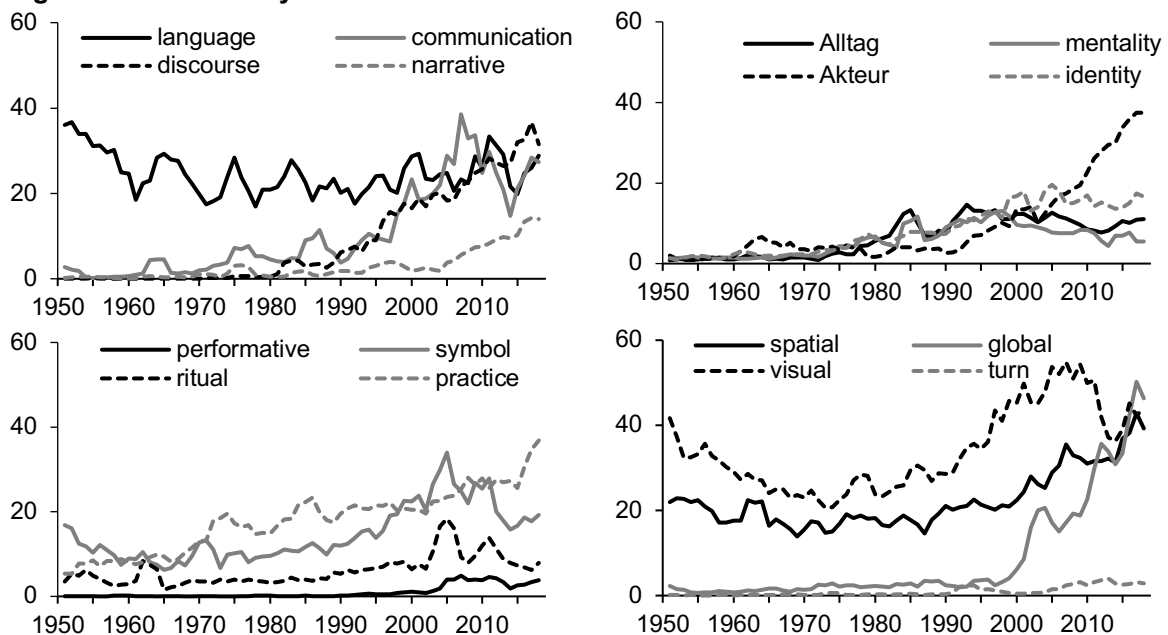 60
40
20
0
1950 1960 1970 1980 1990 2000 2010
language communication
discourse narrative
60
40
20
0
1950 1960 1970 1980 1990 2000 2010
Alltag mentality
Akteur identity
60
40
20
0
1950 1960 1970 1980 1990 2000 2010
performative symbol
ritual practice
60
40
20
0
1950 1960 1970 1980 1990 2000 2010
spatial global
visual turn